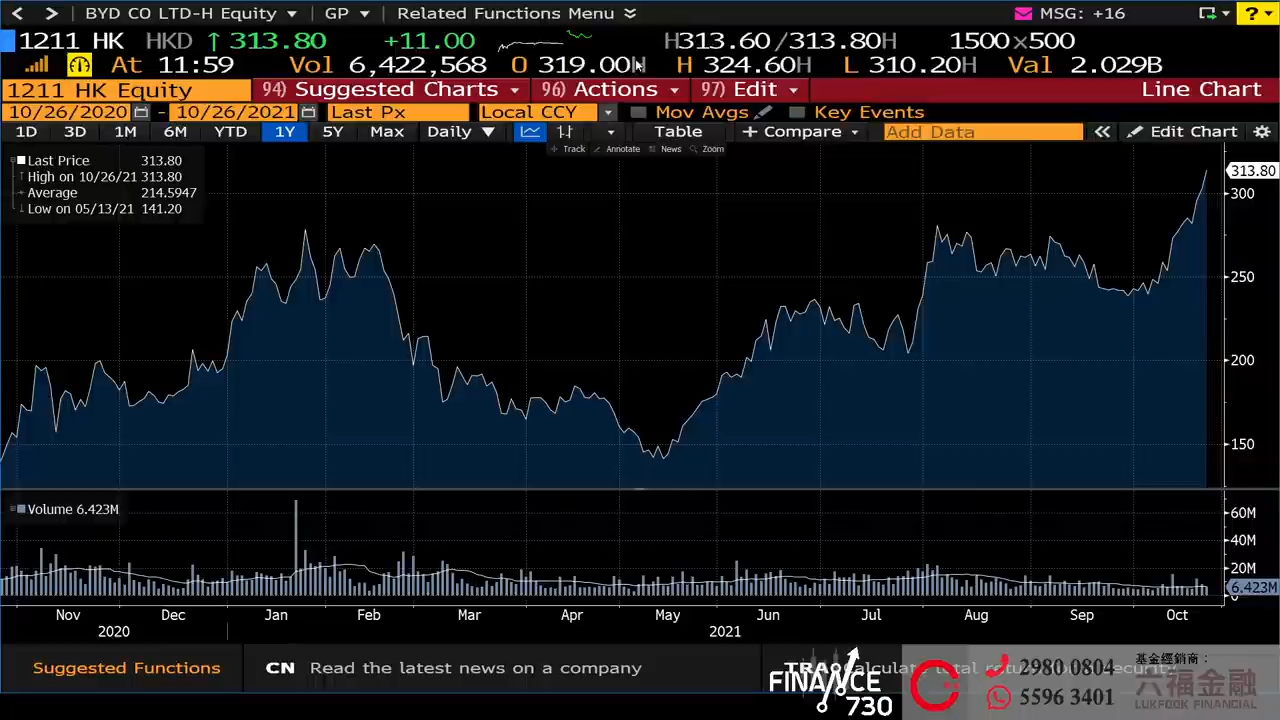 BYD CO LTD-H Equity GP Related Functions Menu MSG: +16 ?
1211 HK HKD ↑ 313.80 +11.00 H313.60/313.80H 1500×500
At 11:59 Vol 6,422,568 O 319.00H H 324.60H L 310.20H Val 2.029B
1211 HK Equity 94) Suggested Charts 96) Actions 97) Edit Line Chart
10/26/2020 - 10/26/2021 Last Px Local CCY Mov Avgs Key Events
1D 3D 1M 6M YTD 1Y 5Y Max Daily ▼ Table + Compare Add Data « Edit Chart
Track Annotate News Zoom
Last Price 313.80
High on 10/26/21 313.80
Average 214.5947
Low on 05/13/21 141.20
313.80
300
250
200
150
Volume 6.423M
60M
40M
20M
6.423M
0
Nov Dec Jan Feb Mar Apr May Jun Jul Aug Sep Oct
2020 2021
Suggested Functions CN Read the latest news on a company
FINANCE
730
2980 0804
5596 3401
基金經銷商：
六福金融
LUKFOOK FINANCIAL